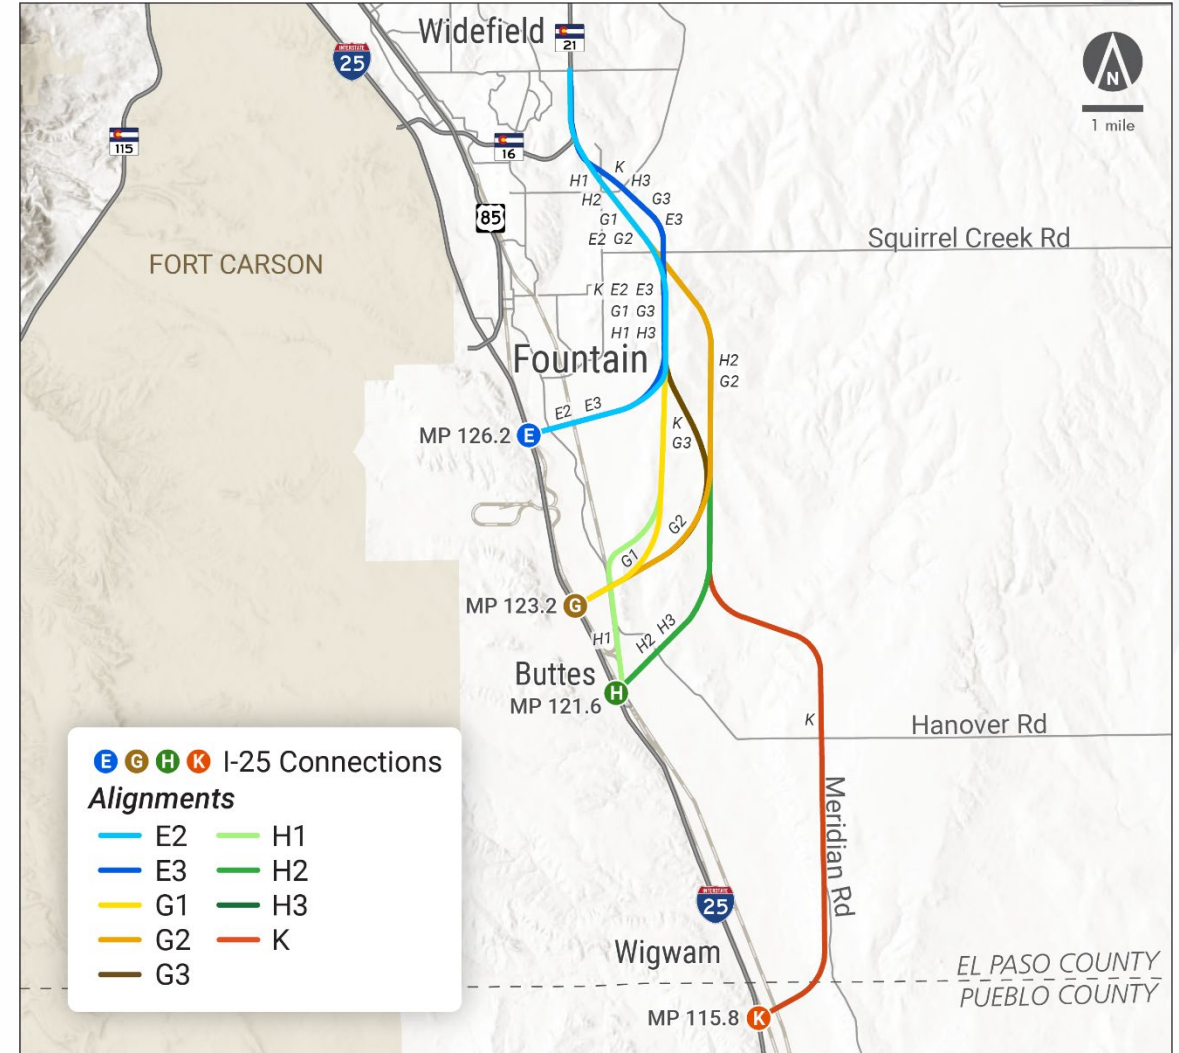 Widefield
21
INTERSTATE
25
N
1 mile
115
16
K
H1
H3
H2
G3
85
G1
E3
E2 G2
Squirrel Creek Rd
FORT CARSON
K E2 E3
G1 G3
H1 H3
Fountain
H2
G2
E2 E3
K
G3
MP 126.2
E
G2
G1
MP 123.2
G
H1
H2 H3
Buttes
H
MP 121.6
K
Hanover Rd
E G H K I-25 Connections
Alignments
E2
H1
E3
H2
G1
H3
G2
K
G3
Meridian Rd
INTERSTATE
25
Wigwam
EL PASO COUNTY
PUEBLO COUNTY
MP 115.8
K